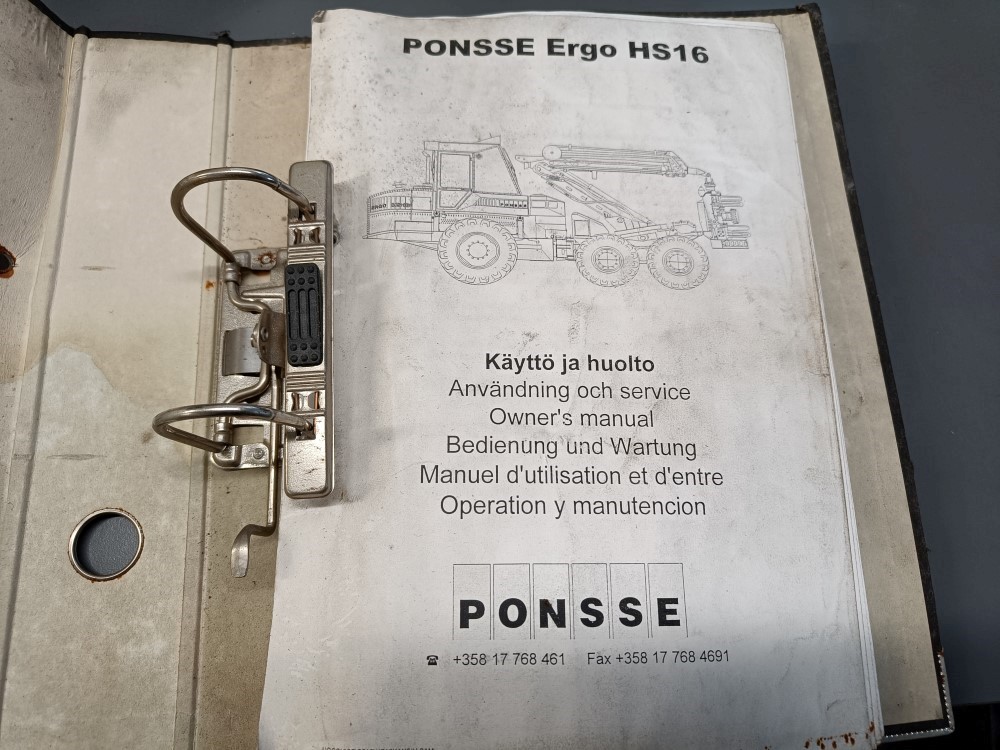 PONSSE Ergo HS16
Käyttö ja huolto
Användning och service
Owner's manual
Bedienung und Wartung
Manuel d'utilisation et d'entre
Operation y manutencion
PONSSE
☎ +358 17 768 461 Fax +358 17 768 4691